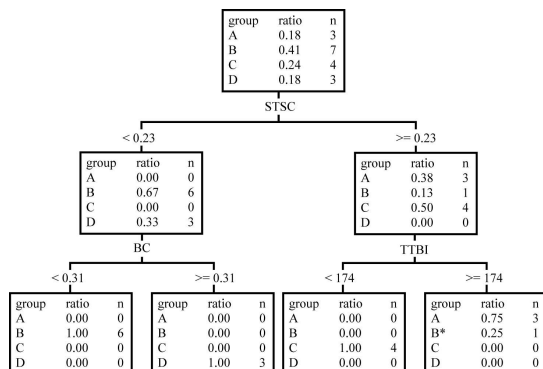 group ratio n
A 0.18 3
B 0.41 7
C 0.24 4
D 0.18 3
STSC
< 0.23
>= 0.23
group ratio n
A 0.00 0
B 0.67 6
C 0.00 0
D 0.33 3
group ratio n
A 0.38 3
B 0.13 1
C 0.50 4
D 0.00 0
BC
TTBI
< 0.31
>= 0.31
< 174
>= 174
group ratio n
A 0.00 0
B 1.00 6
C 0.00 0
D 0.00 0
group ratio n
A 0.00 0
B 0.00 0
C 0.00 0
D 1.00 3
group ratio n
A 0.00 0
B 0.00 0
C 1.00 4
D 0.00 0
group ratio n
A 0.75 3
B* 0.25 1
C 0.00 0
D 0.00 0